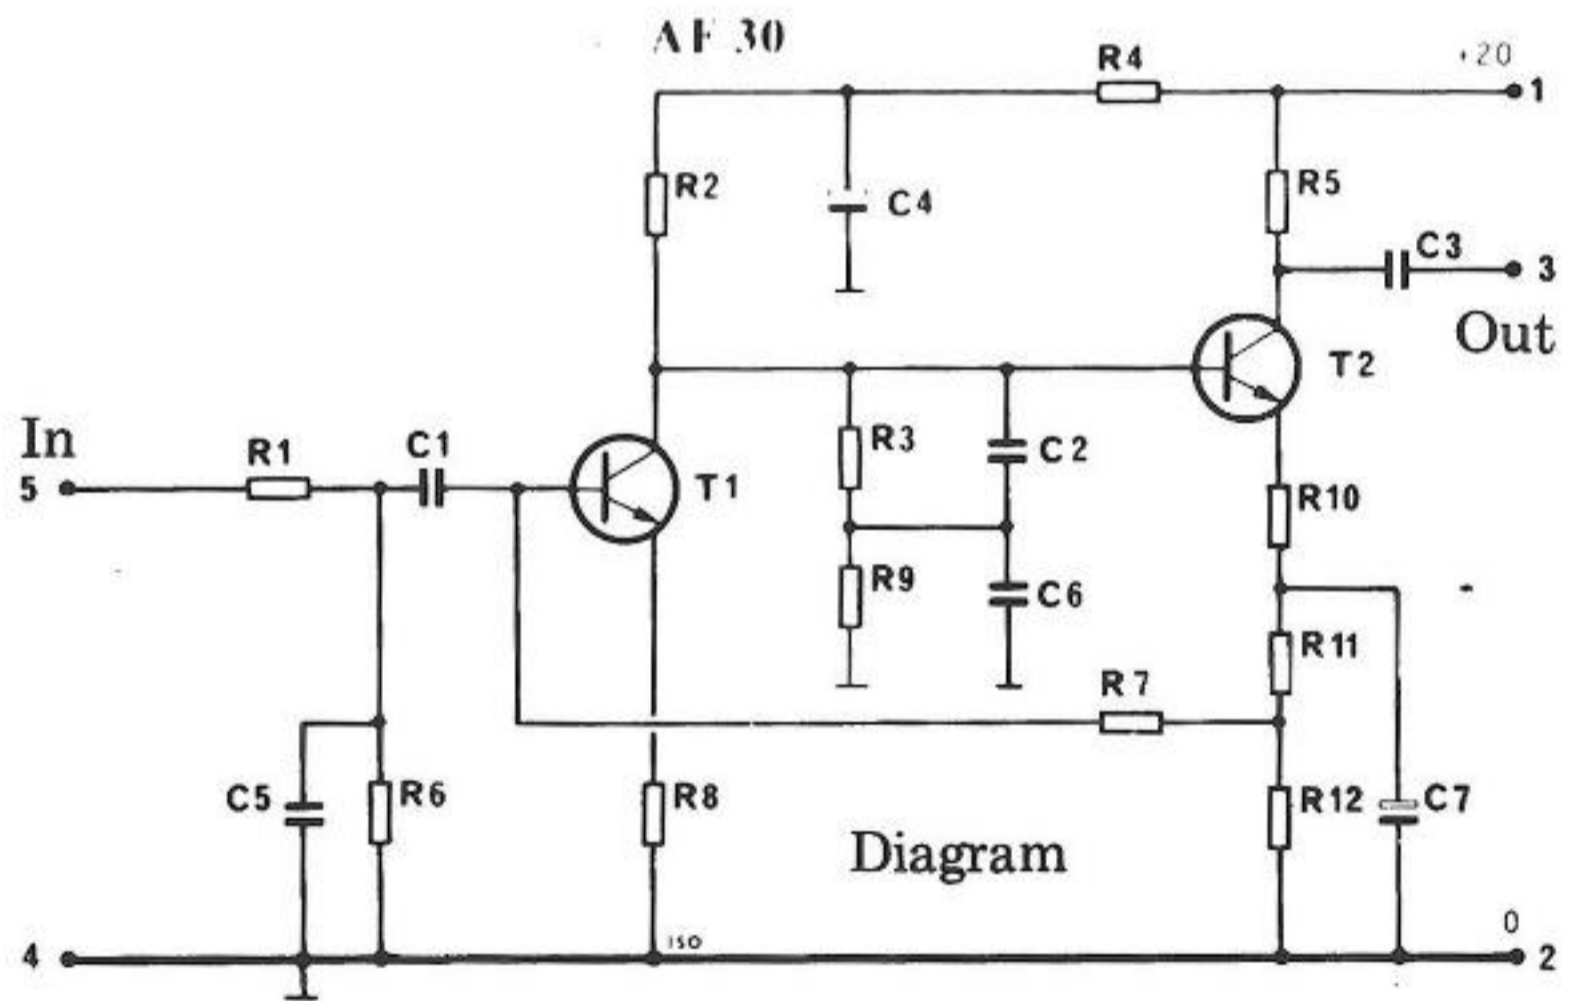 AF 30
R4
+20
1
R2
C4
R5
C3
3
Out
T2
In
R1
C1
5
T1
R3
C2
R10
R9
C6
R11
R7
C5
R6
R8
R12
C7
Diagram
4
ISO
0
2